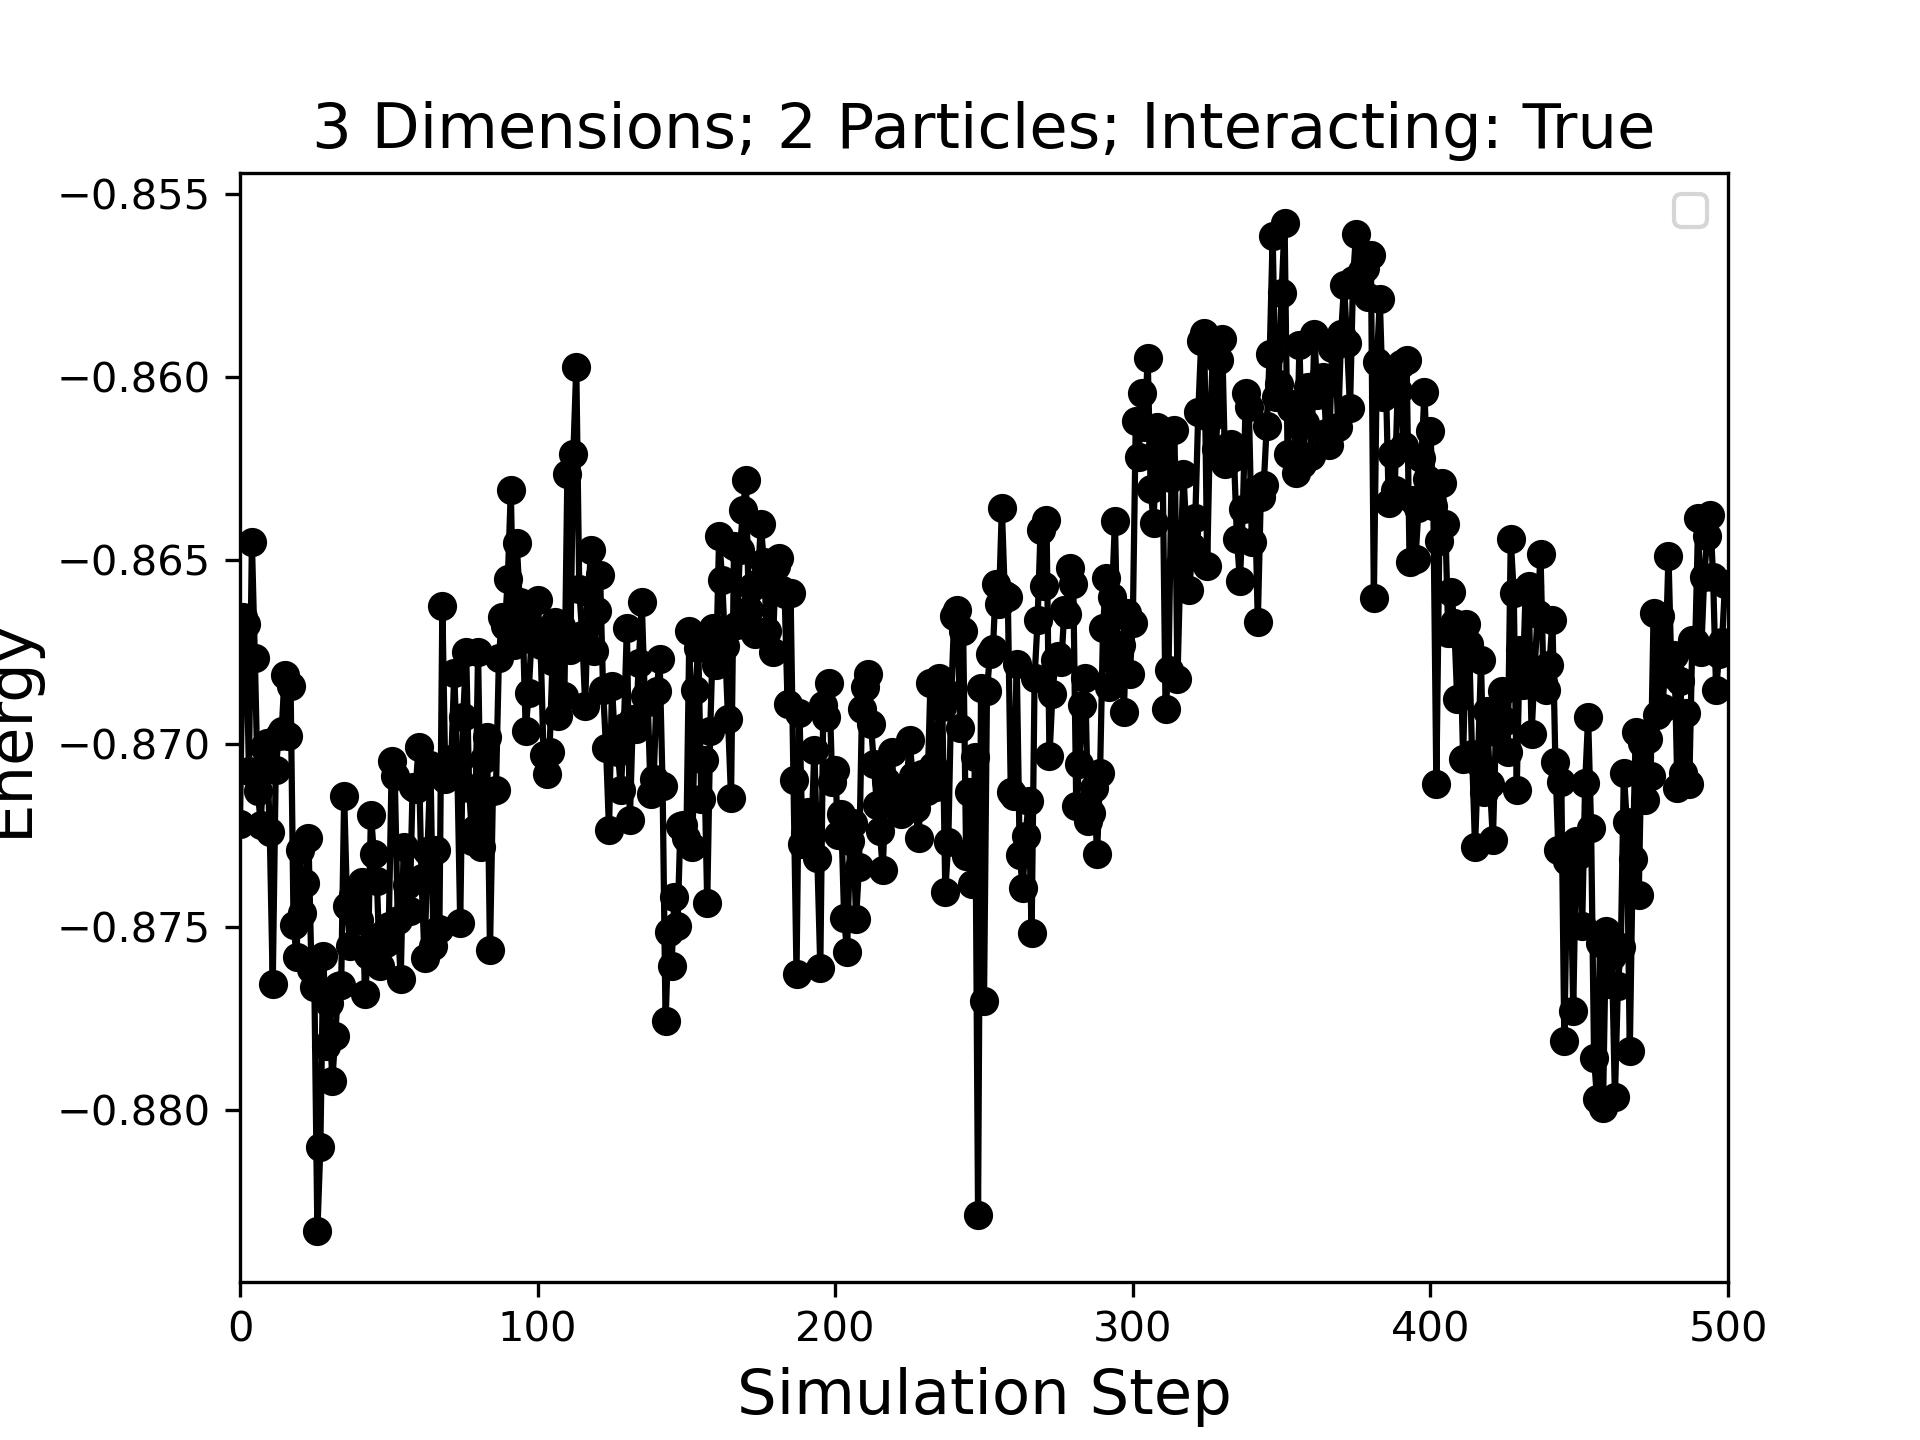 3 Dimensions; 2 Particles; Interacting: True
−0.855
−0.860
−0.865
−0.870
−0.875
−0.880
Energy
0 100 200 300 400 500
Simulation Step